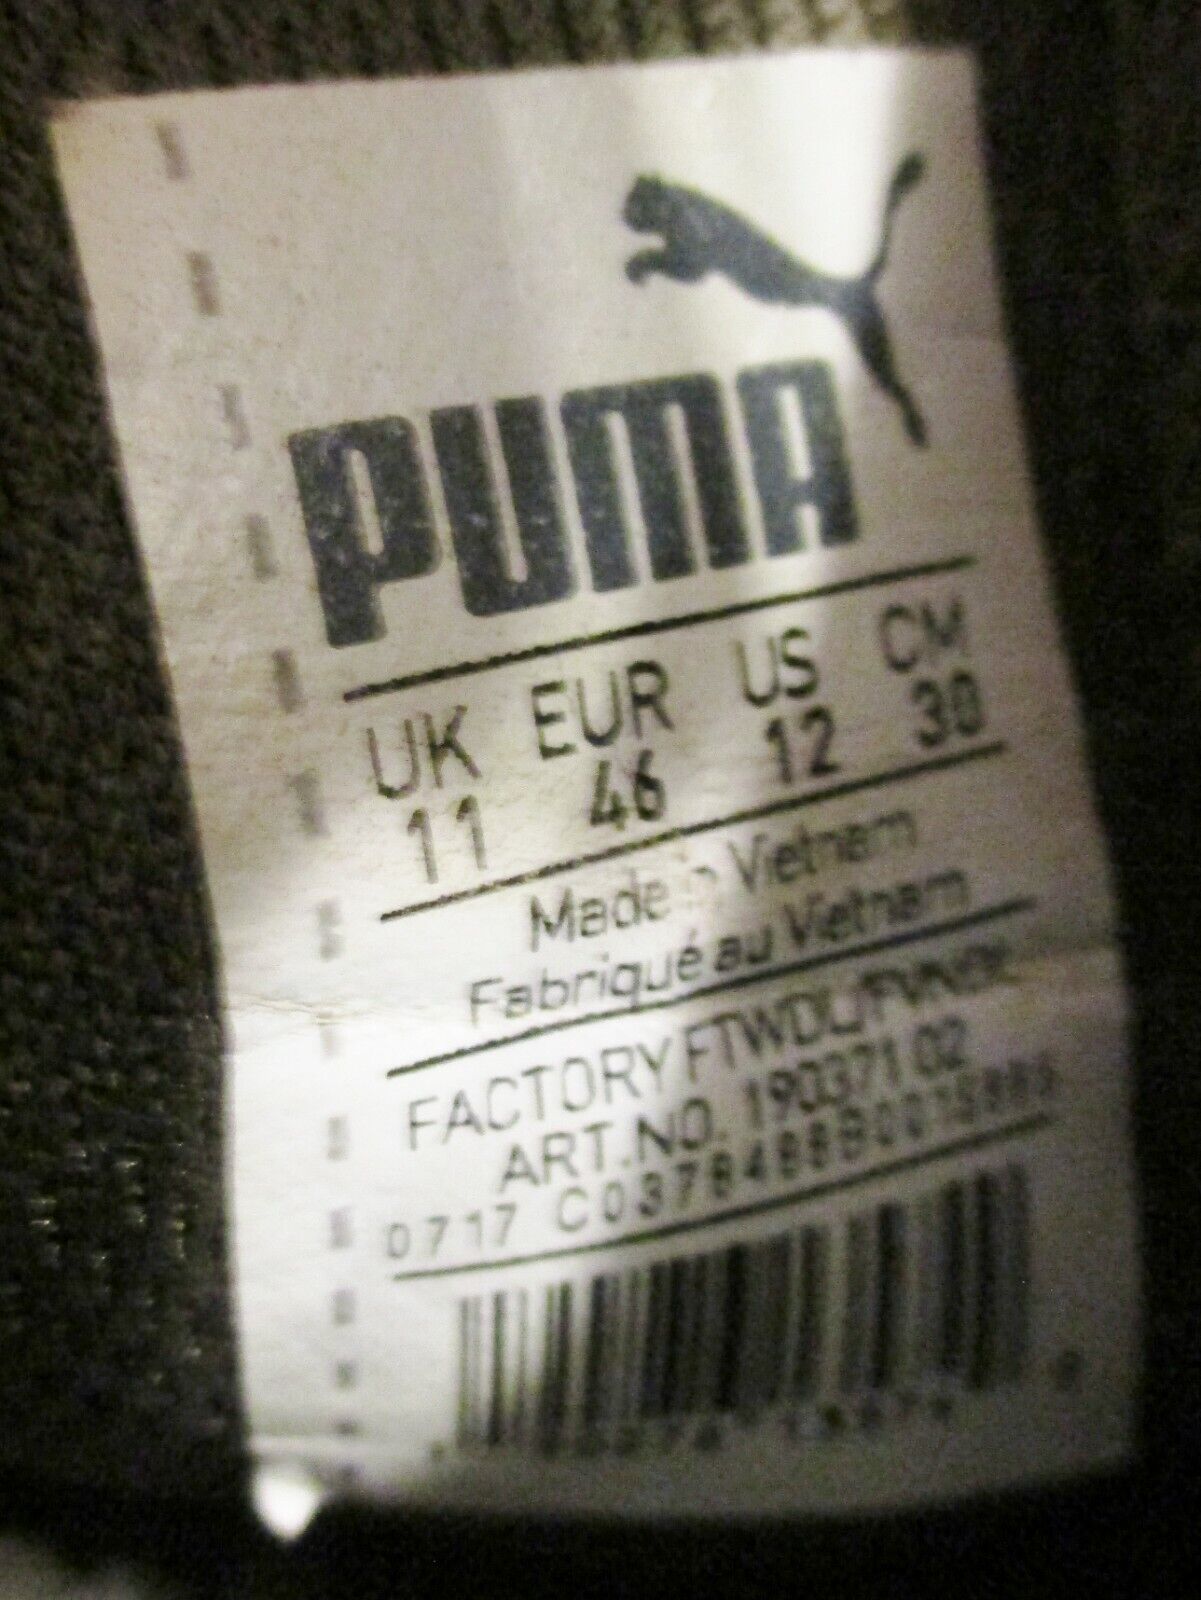 PUMA
UK EUR US CM
11 46 12 30
Made in Vietnam
Fabriqué au Vietnam
FACTORY
ART.NO. 190371 02
0717